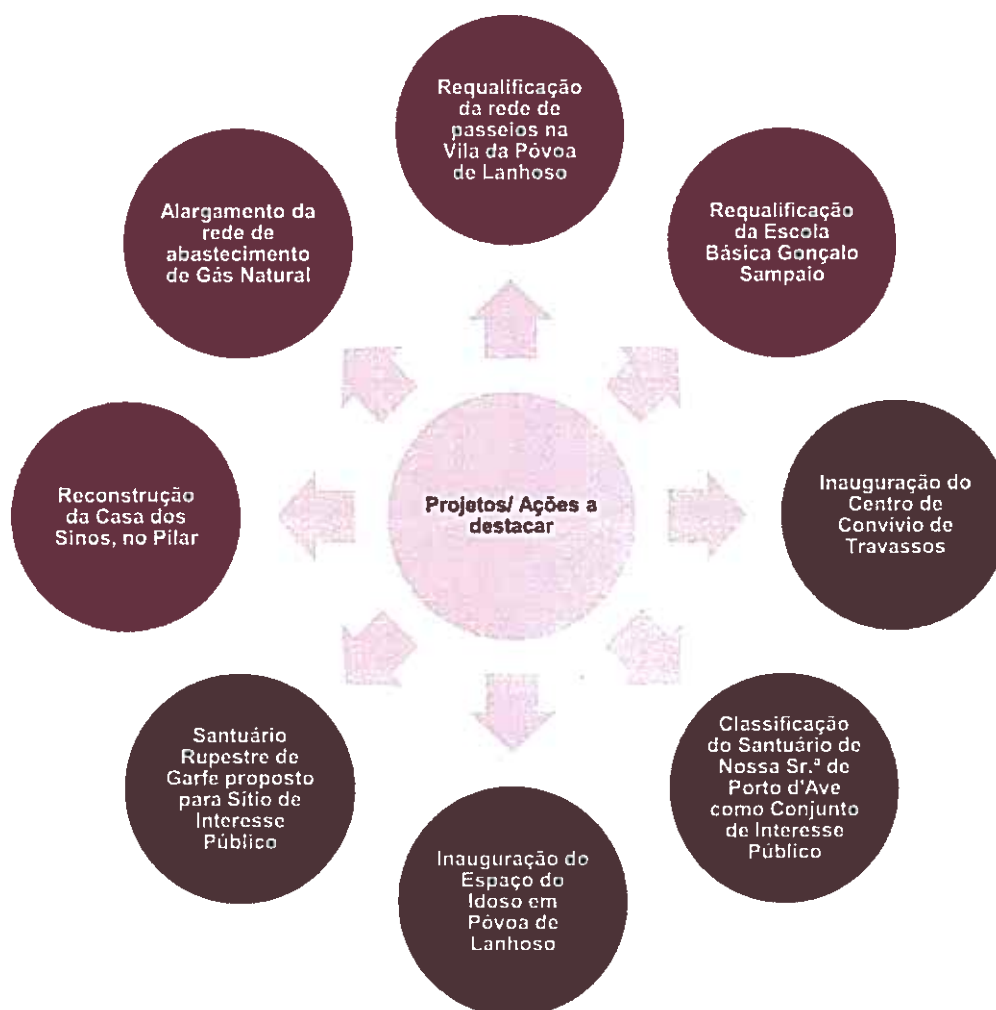 Requalificação
da rede de
passeios na
Vila da Póvoa
de Lanhoso
Alargamento da
rede de
abastecimento
de Gás Natural
Requalificação
da Escola
Básica Gonçalo
Sampaio
Reconstrução
da Casa dos
Sinos, no Pilar
Projetos/ Ações a
destacar
Inauguração do
Centro de
Convívio de
Travassos
Santuário
Rupestre de
Garfe proposto
para Sítio de
Interesse
Público
Inauguração do
Espaço do
Idoso em
Póvoa de
Lanhoso
Classificação
do Santuário de
Nossa Sr.ª de
Porto d'Ave
como Conjunto
de Interesse
Público